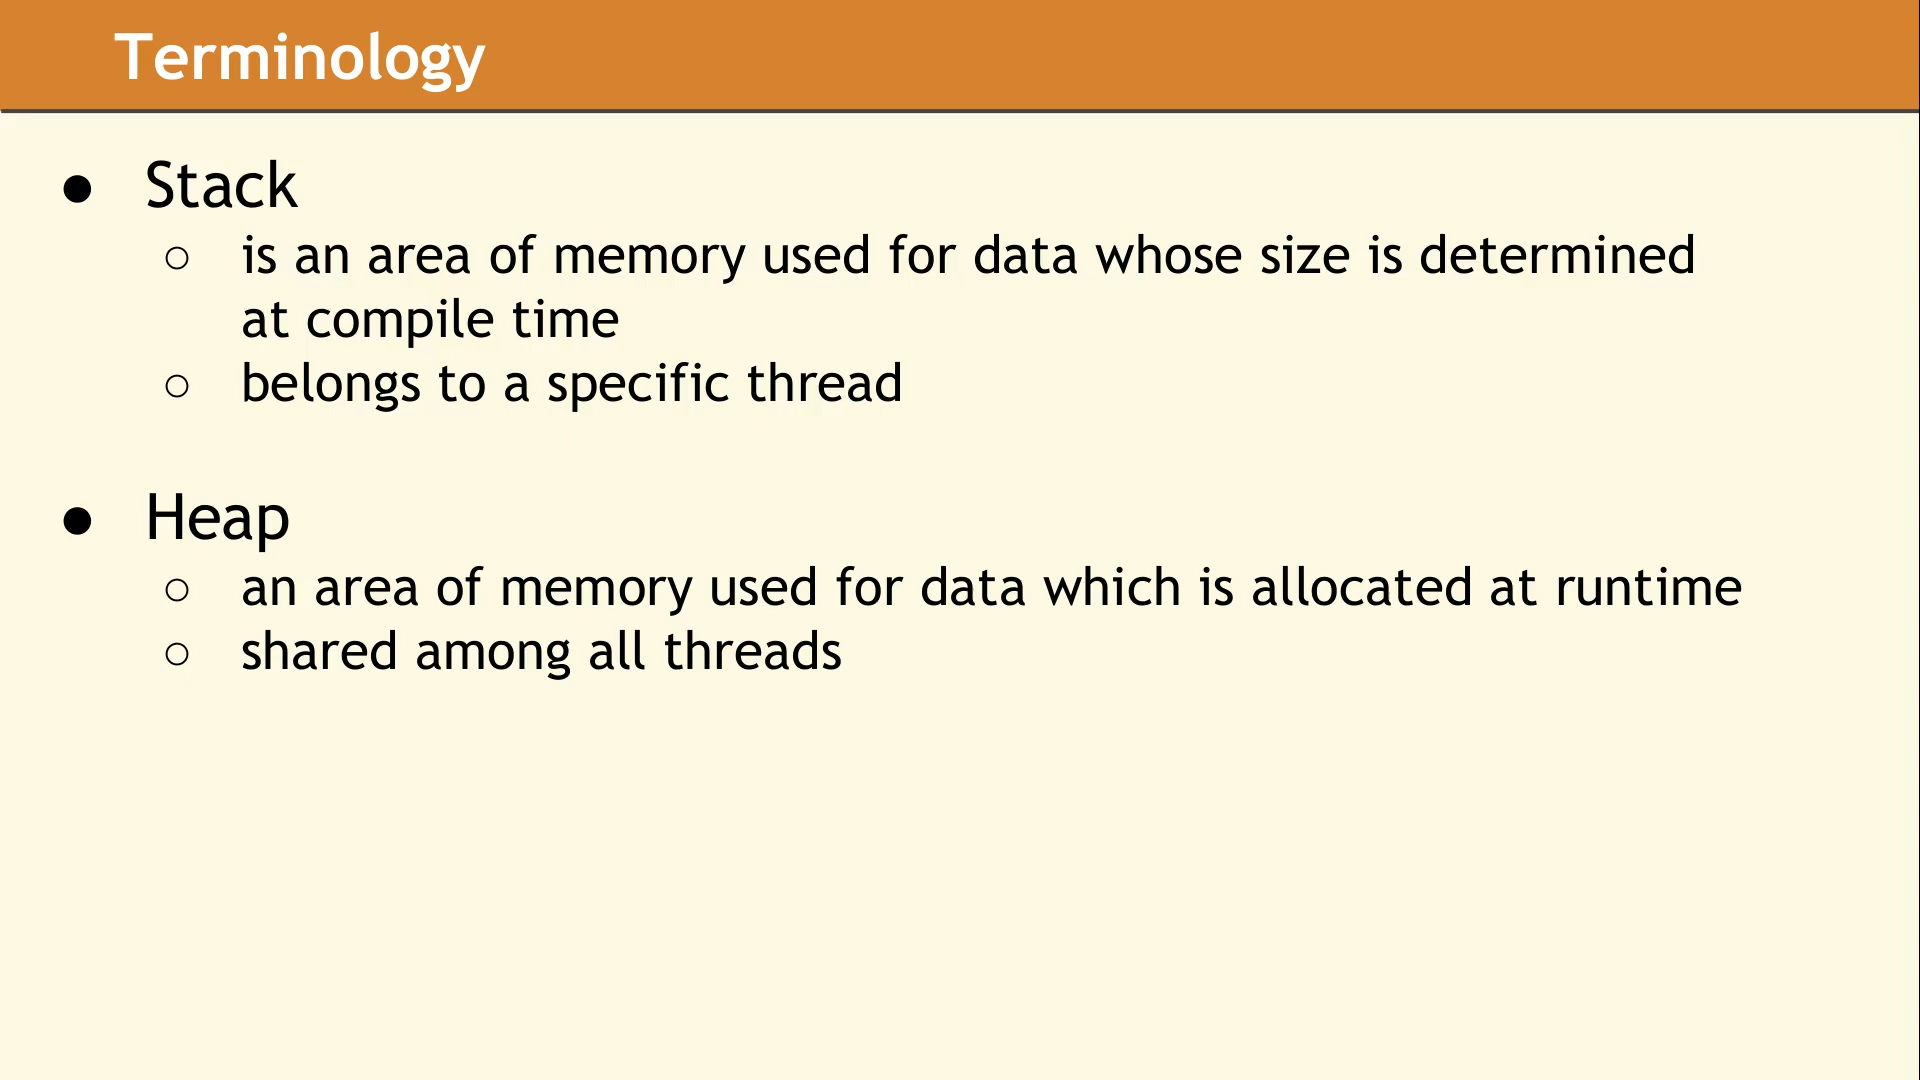 Terminology
● Stack
○ is an area of memory used for data whose size is determined
at compile time
○ belongs to a specific thread
● Heap
○ an area of memory used for data which is allocated at runtime
○ shared among all threads